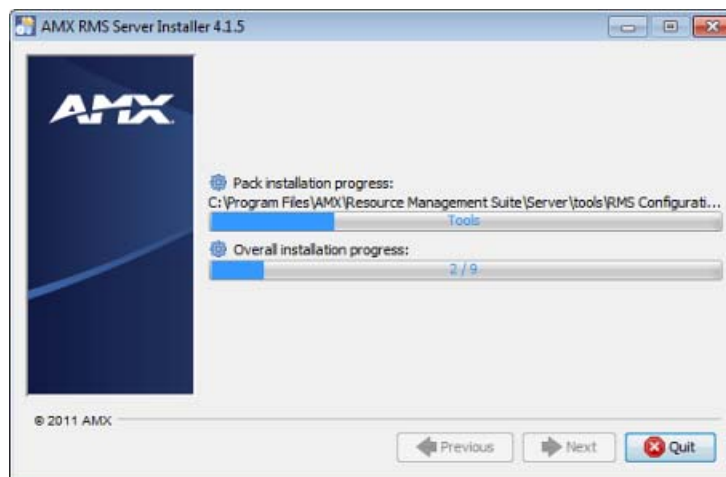 AMX RMS Server Installer 4.1.5
AMX
Pack installation progress:
C:\Program Files\AMX\Resource Management Suite\Server\tools\RMS Configurati...
Tools
Overall installation progress:
2 / 9
© 2011 AMX
Previous
Next
Quit